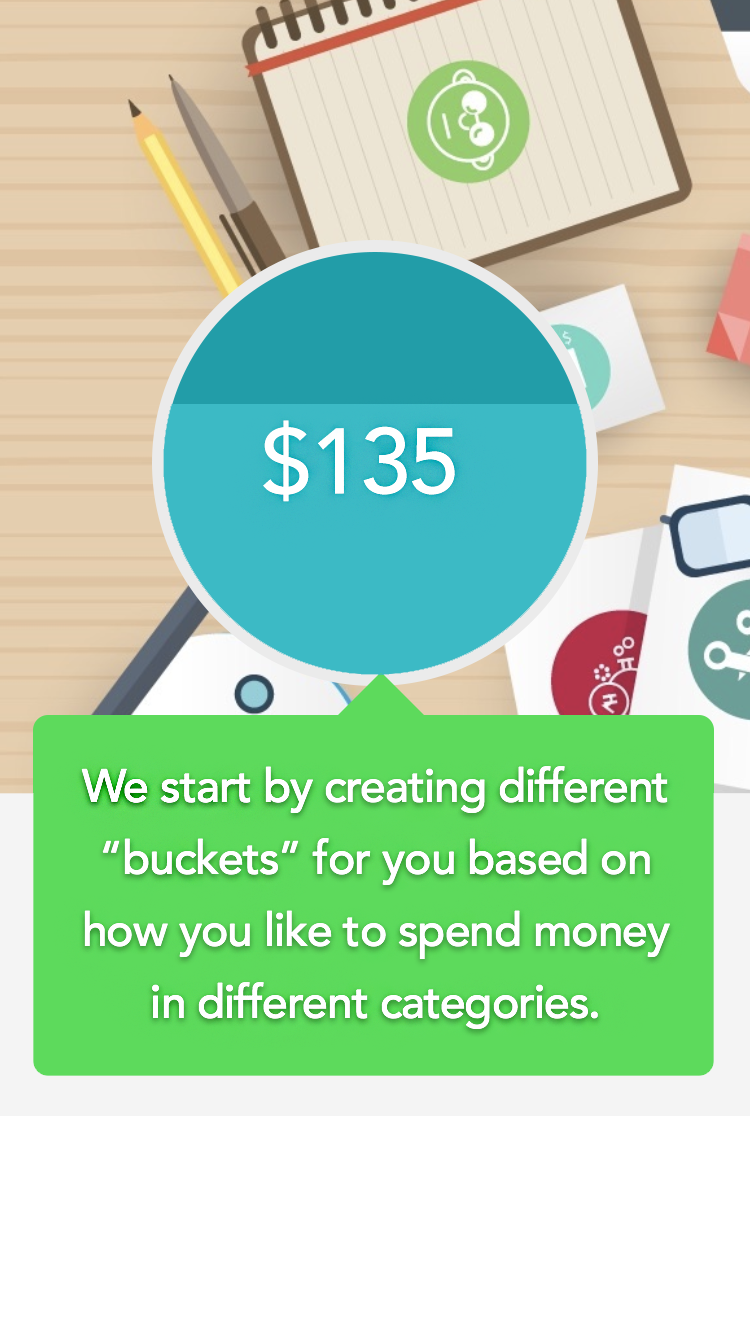 $
$135
₹
We start by creating different
“buckets” for you based on
how you like to spend money
in different categories.